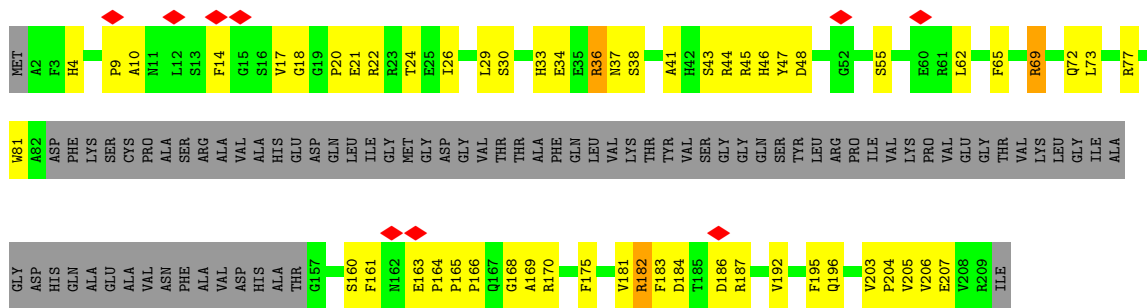 MET A2 F3 H4 P9 A10 N11 L12 S13 F14 G15 S16 V17 G18 G19 P20 E21 R22 R23 T24 E25 I26 L29 S30 H33 E34 E35 R36 N37 S38 A41 H42 S43 R44 R45 H46 Y47 D48 G52 S55 E60 R61 L62 F65 R69 Q72 L73 R77
W81 A82 ASP PHE LYS SER CYS PRO ALA SER ARG ALA VAL ALA HIS GLU ASP GLN LEU ILE GLY MET GLY ASP GLY VAL THR THR ALA PHE GLN LEU VAL LYS THR TYR VAL SER GLY GLY GLN SER TYR LEU ARG PRO ILE VAL LYS PRO VAL GLU GLY THR VAL LYS LEU GLY ILE ALA
GLY ASP HIS GLN ALA GLU ALA VAL ASN PHE ALA VAL ASP HIS ALA THR G157 S160 F161 N162 E163 P164 P165 P166 Q167 G168 A169 R170 F175 V181 R182 F183 D184 T185 D186 R187 V192 F195 Q196 V203 P204 V205 V206 E207 V208 R209 ILE